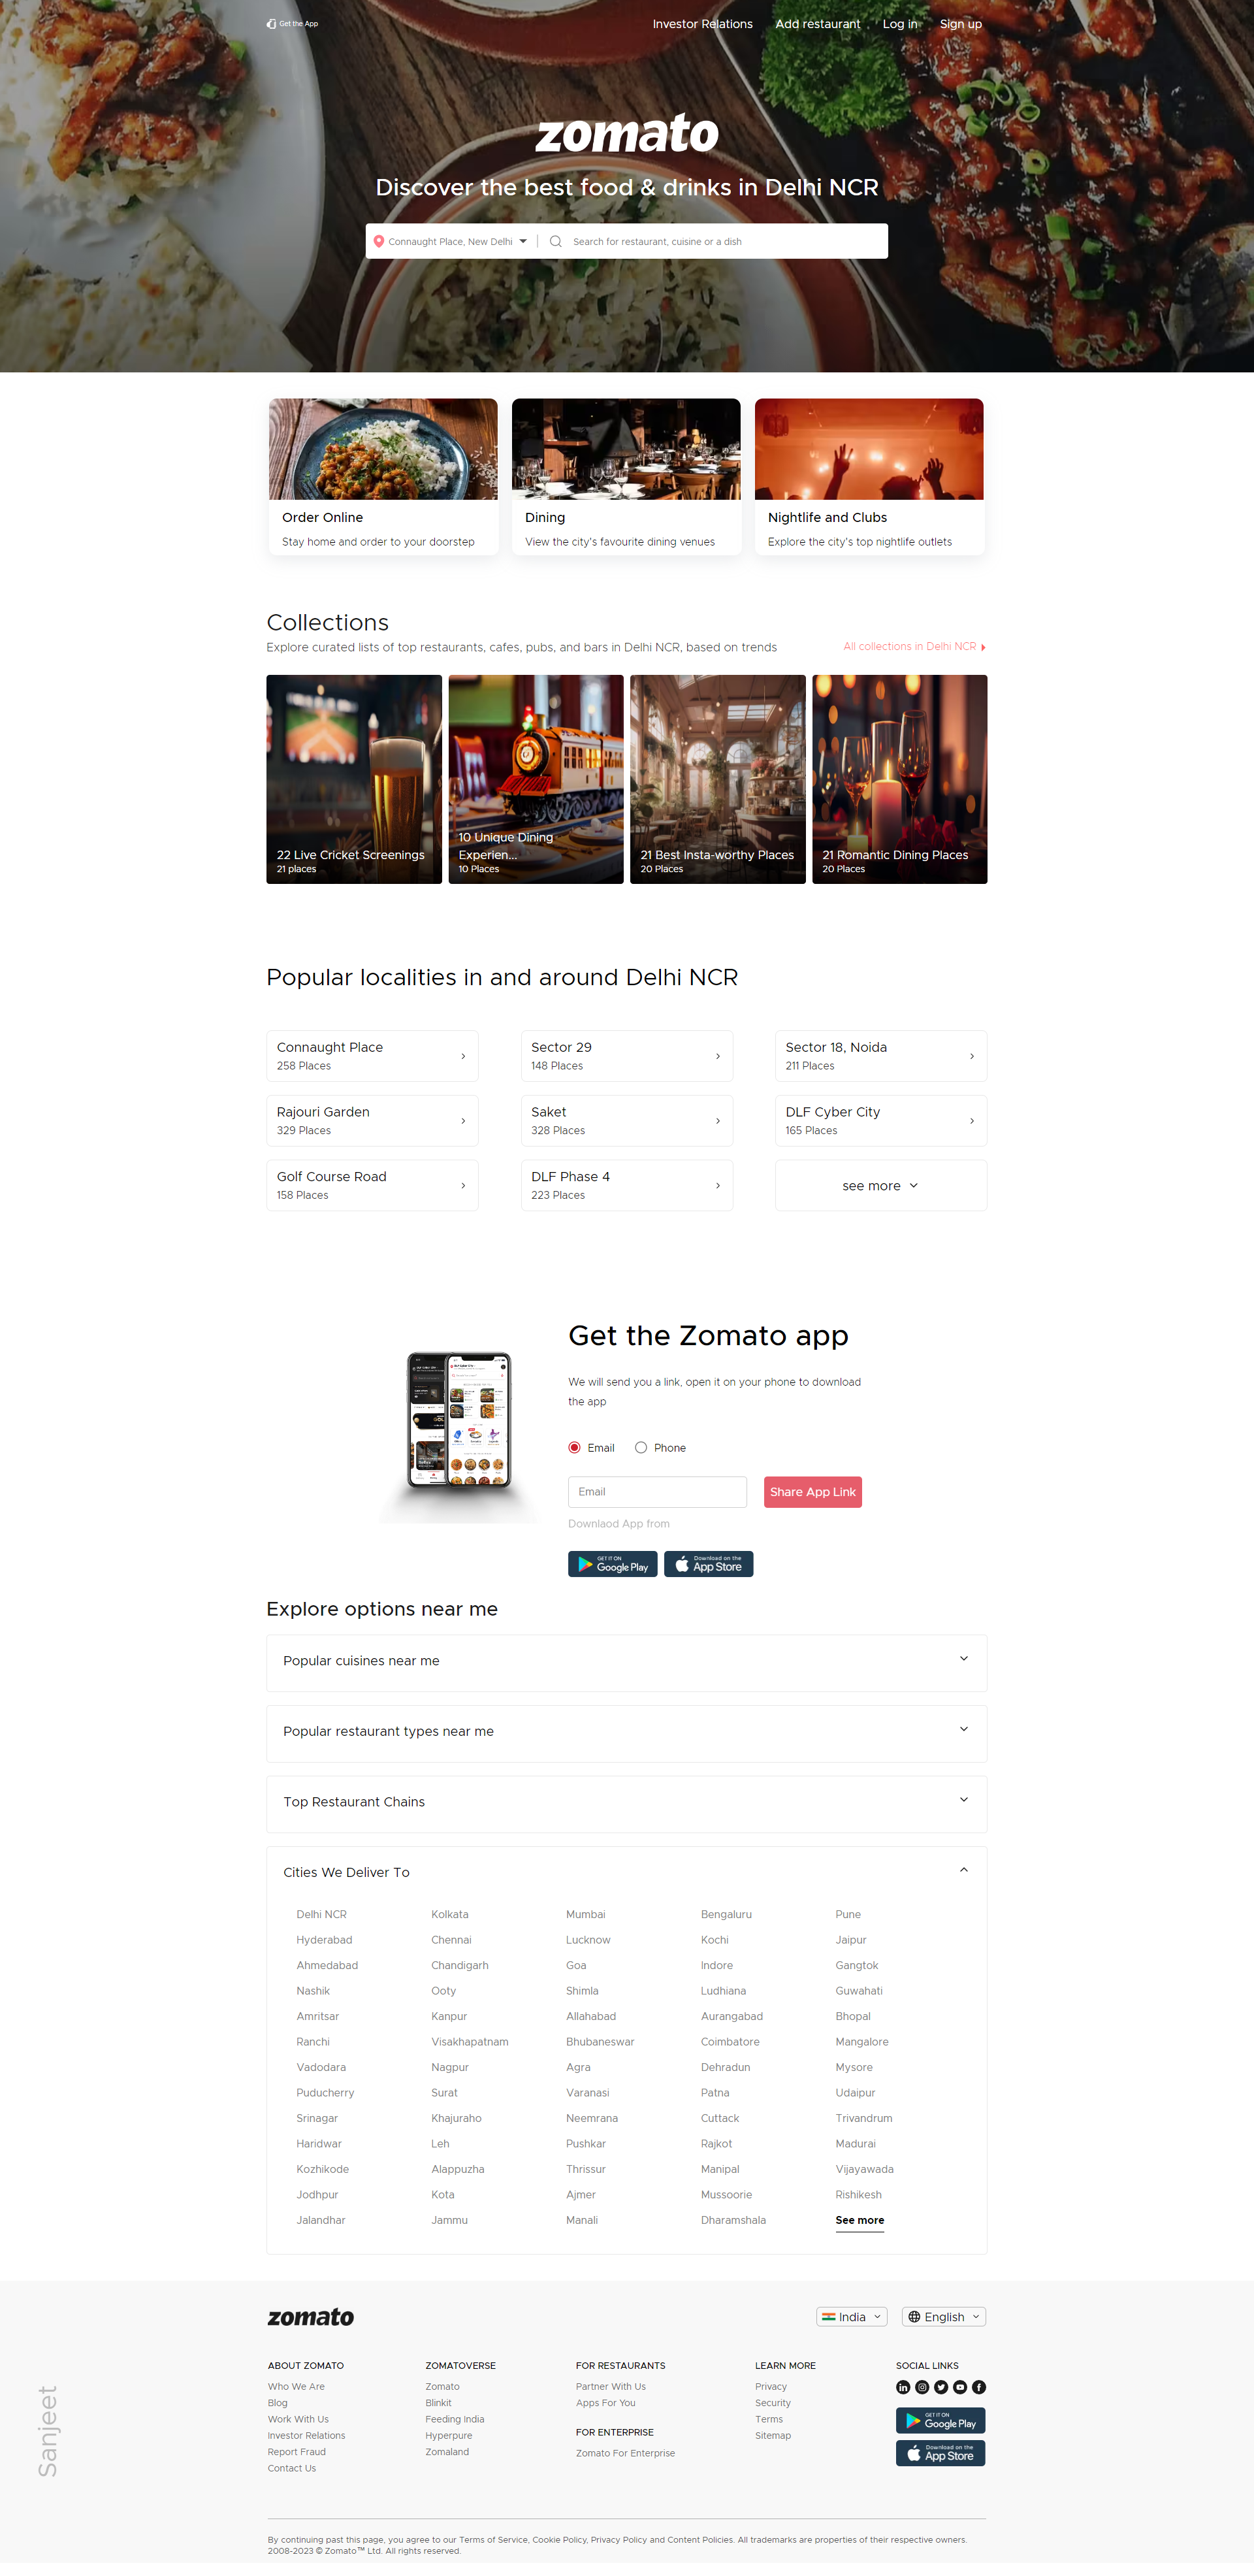 Get the App
Investor Relations
Add restaurant
Log in
Sign up
zomato
Discover the best food & drinks in Delhi NCR
Connaught Place, New Delhi
Search for restaurant, cuisine or a dish
Order Online
Stay home and order to your doorstep
Dining
View the city's favourite dining venues
Nightlife and Clubs
Explore the city's top nightlife outlets
Collections
Explore curated lists of top restaurants, cafes, pubs, and bars in Delhi NCR, based on trends
All collections in Delhi NCR
22 Live Cricket Screenings
21 places
10 Unique Dining
Experien...
10 Places
21 Best Insta-worthy Places
20 Places
21 Romantic Dining Places
20 Places
Popular localities in and around Delhi NCR
Connaught Place
258 Places
Sector 29
148 Places
Sector 18, Noida
211 Places
Rajouri Garden
329 Places
Saket
328 Places
DLF Cyber City
165 Places
Golf Course Road
158 Places
DLF Phase 4
223 Places
see more
Get the Zomato app
We will send you a link, open it on your phone to download
the app
Email
Phone
Email
Share App Link
Downlaod App from
GET IT ON
Google Play
Download on the
App Store
Explore options near me
Popular cuisines near me
Popular restaurant types near me
Top Restaurant Chains
Cities We Deliver To
Delhi NCR Kolkata Mumbai Bengaluru Pune
Hyderabad Chennai Lucknow Kochi Jaipur
Ahmedabad Chandigarh Goa Indore Gangtok
Nashik Ooty Shimla Ludhiana Guwahati
Amritsar Kanpur Allahabad Aurangabad Bhopal
Ranchi Visakhapatnam Bhubaneswar Coimbatore Mangalore
Vadodara Nagpur Agra Dehradun Mysore
Puducherry Surat Varanasi Patna Udaipur
Srinagar Khajuraho Neemrana Cuttack Trivandrum
Haridwar Leh Pushkar Rajkot Madurai
Kozhikode Alappuzha Thrissur Manipal Vijayawada
Jodhpur Kota Ajmer Mussoorie Rishikesh
Jalandhar Jammu Manali Dharamshala See more
zomato
India
English
ABOUT ZOMATO
Who We Are
Blog
Work With Us
Investor Relations
Report Fraud
Contact Us
ZOMATOVERSE
Zomato
Blinkit
Feeding India
Hyperpure
Zomaland
FOR RESTAURANTS
Partner With Us
Apps For You
FOR ENTERPRISE
Zomato For Enterprise
LEARN MORE
Privacy
Security
Terms
Sitemap
SOCIAL LINKS
GET IT ON
Google Play
Download on the
App Store
Sanjeet
By continuing past this page, you agree to our Terms of Service, Cookie Policy, Privacy Policy and Content Policies. All trademarks are properties of their respective owners.
2008-2023 © Zomato™ Ltd. All rights reserved.